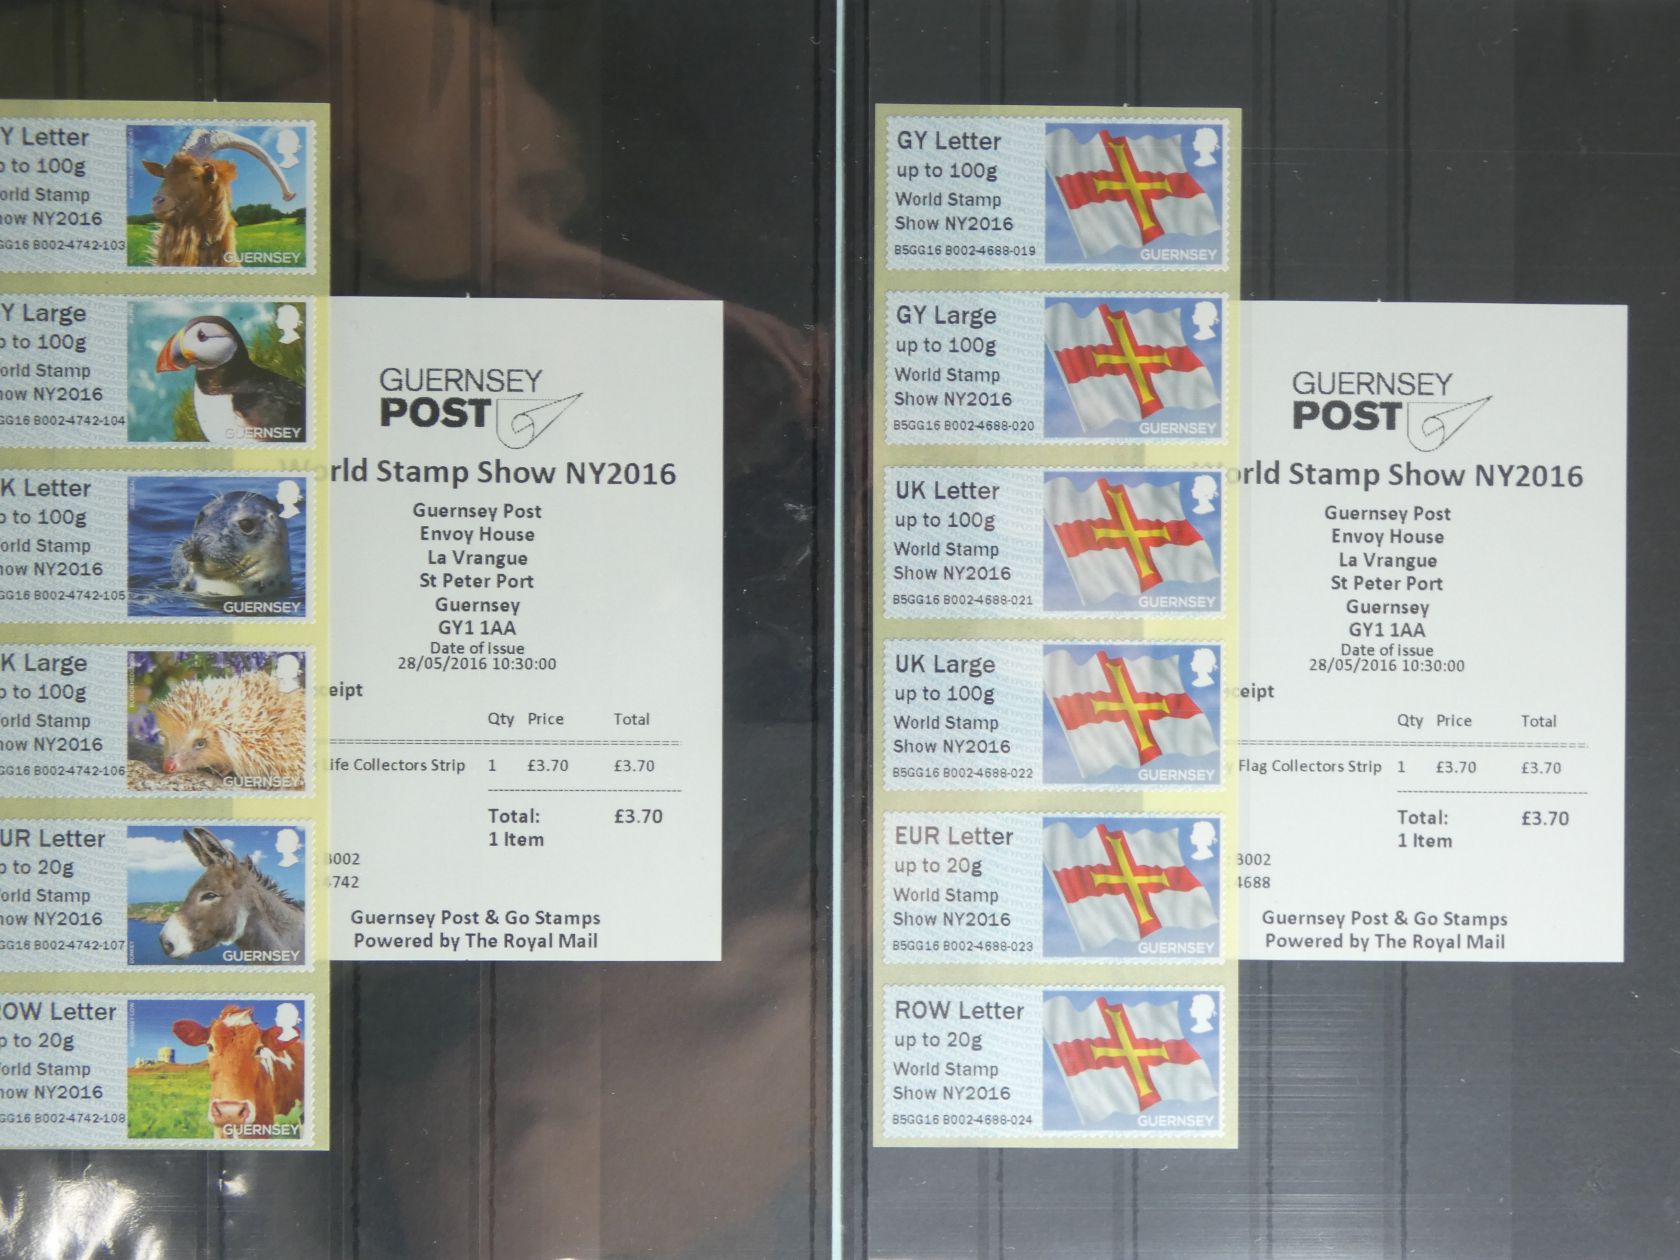 Y Letter
p to 100g
orld Stamp
how NY2016
GG16 B002-4742-103
GUERNSEY
Y Large
p to 100g
orld Stamp
how NY2016
GG16 B002-4742-104
GUERNSEY
K Letter
p to 100g
orld Stamp
how NY2016
GG16 B002-4742-105
GUERNSEY
K Large
p to 100g
orld Stamp
how NY2016
GG16 B002-4742-106
GUERNSEY
UR Letter
p to 20g
orld Stamp
how NY2016
GG16 B002-4742-107
DONKEY
GUERNSEY
ROW Letter
p to 20g
orld Stamp
how NY2016
GG16 B002-4742-108
GUERNSEY COW
GUERNSEY
GUERNSEY
POST
World Stamp Show NY2016
Guernsey Post
Envoy House
La Vrangue
St Peter Port
Guernsey
GY1 1AA
Date of issue
28/05/2016 10:30:00
ceipt
Qty Price Total
Life Collectors Strip 1 £3.70 £3.70
Total: £3.70
1 Item
B002
4742
Guernsey Post & Go Stamps
Powered by The Royal Mail
GY Letter
up to 100g
World Stamp
Show NY2016
B5GG16 B002-4688-019
GUERNSEY
GY Large
up to 100g
World Stamp
Show NY2016
B5GG16 B002-4688-020
GUERNSEY
UK Letter
up to 100g
World Stamp
Show NY2016
B5GG16 B002-4688-021
GUERNSEY
UK Large
up to 100g
World Stamp
Show NY2016
B5GG16 B002-4688-022
GUERNSEY
EUR Letter
up to 20g
World Stamp
Show NY2016
B5GG16 B002-4688-023
GUERNSEY
ROW Letter
up to 20g
World Stamp
Show NY2016
B5GG16 B002-4688-024
GUERNSEY
GUERNSEY
POST
World Stamp Show NY2016
Guernsey Post
Envoy House
La Vrangue
St Peter Port
Guernsey
GY1 1AA
Date of issue
28/05/2016 10:30:00
ceipt
Qty Price Total
y Flag Collectors Strip 1 £3.70 £3.70
Total: £3.70
1 Item
B002
4688
Guernsey Post & Go Stamps
Powered by The Royal Mail